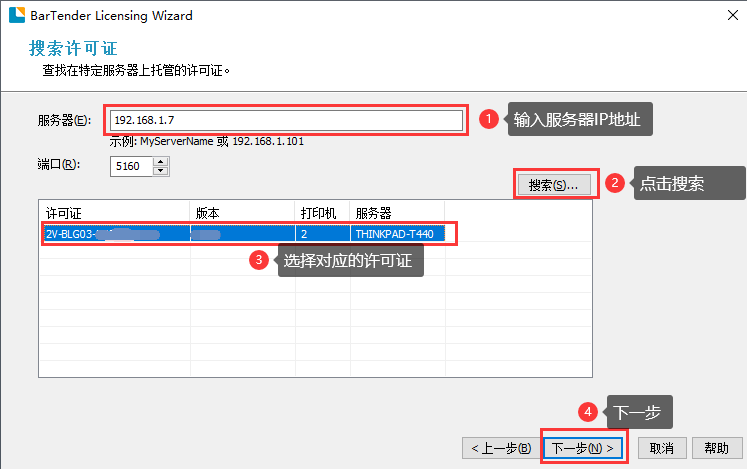 BarTender Licensing Wizard
搜索许可证
查找在特定服务器上托管的许可证。
服务器(E):
192.168.1.7
1 输入服务器IP地址
示例: MyServerName 或 192.168.1.101
端口(R):
5160
搜索(S)...
2 点击搜索
许可证 版本 打印机 服务器
2V-BLG03- 2 THINKPAD-T440
3 选择对应的许可证
4 下一步
< 上一步(B) 下一步(N) > 取消 帮助